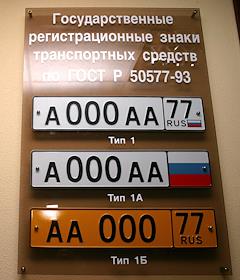 Государственные
регистрационные знаки
транспортных средств
по ГОСТ Р 50577-93
А 000 АА 77
RUS
Тип 1
А 000 АА
Тип 1А
АА 000 77
RUS
Тип 1Б